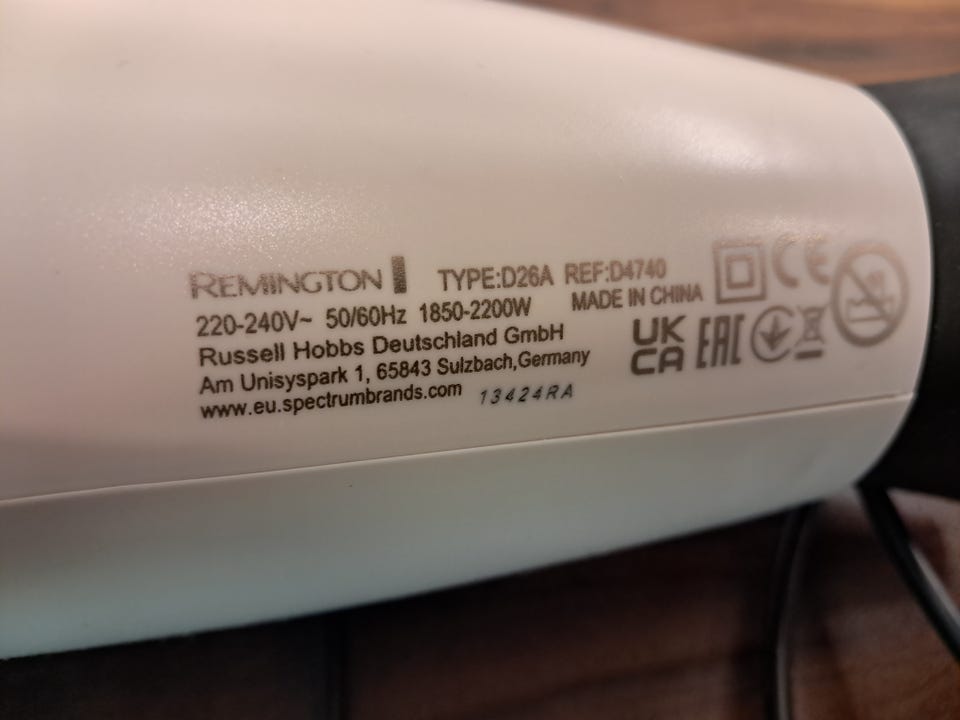 REMINGTON TYPE:D26A REF:D4740
220-240V~ 50/60Hz 1850-2200W MADE IN CHINA
Russell Hobbs Deutschland GmbH
Am Unisyspark 1, 65843 Sulzbach,Germany
www.eu.spectrumbrands.com 13424RA
CE
UK
CA EAC